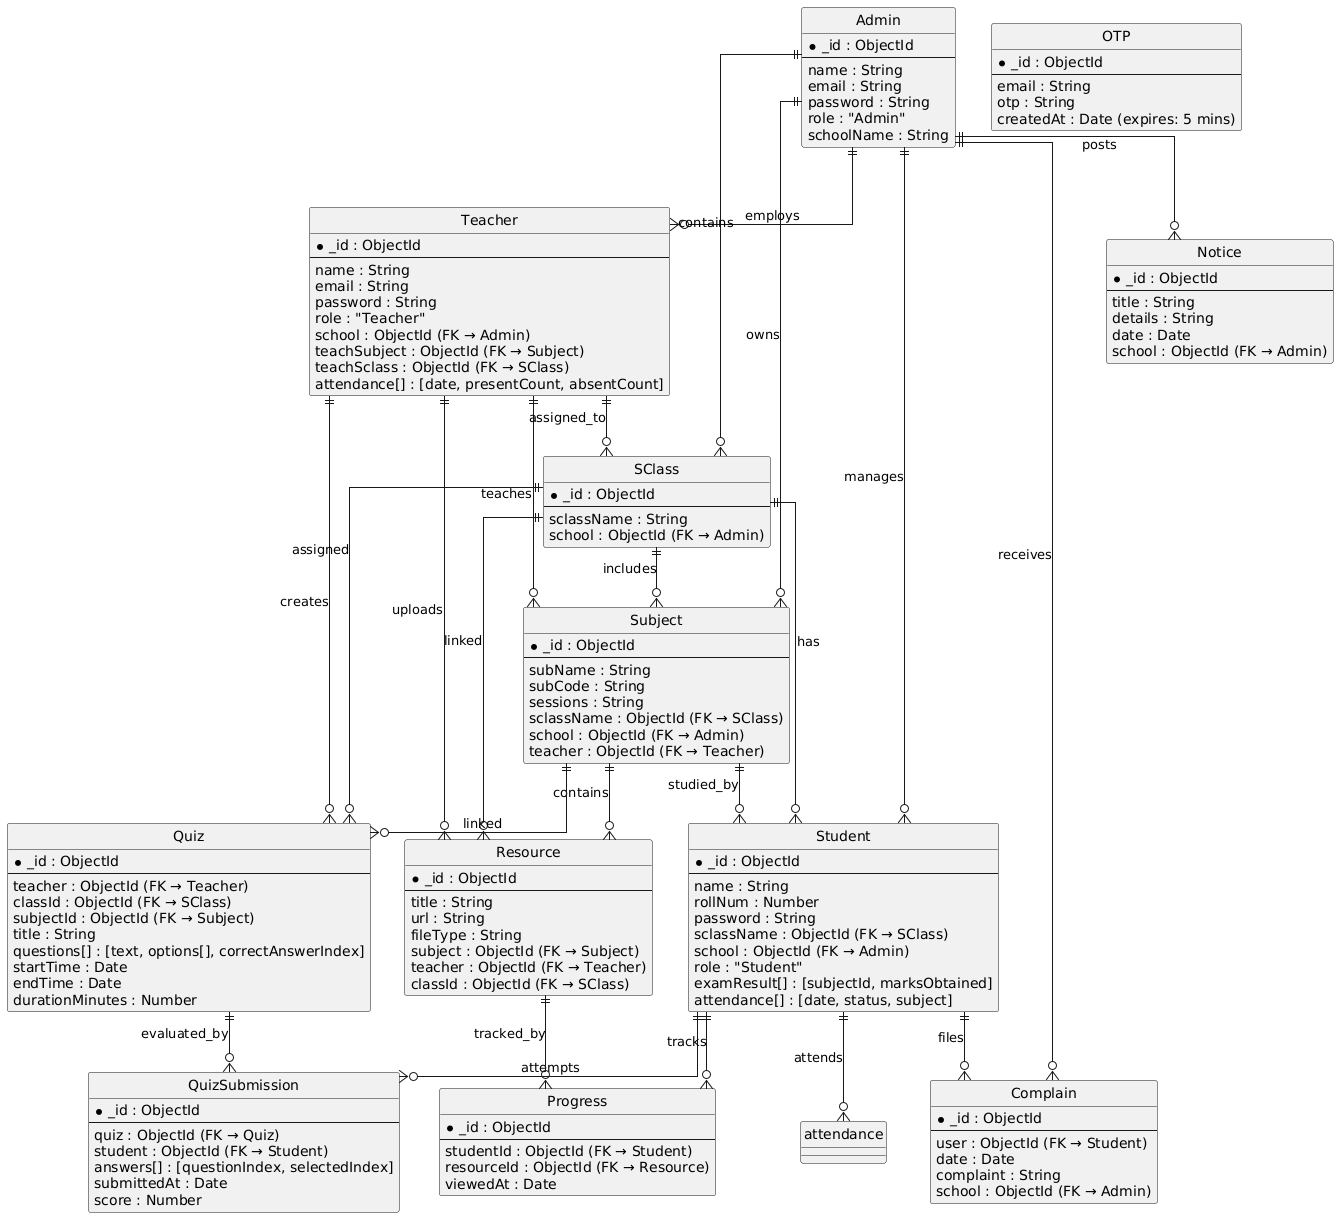 Admin
_id : ObjectId
name : String
email : String
password : String
role : "Admin"
schoolName : String
OTP
_id : ObjectId
email : String
otp : String
createdAt : Date (expires: 5 mins)
posts
contains
employs
Teacher
_id : ObjectId
name : String
email : String
password : String
role : "Teacher"
school : ObjectId (FK → Admin)
teachSubject : ObjectId (FK → Subject)
teachSclass : ObjectId (FK → SClass)
attendance[] : [date, presentCount, absentCount]
Notice
_id : ObjectId
title : String
details : String
date : Date
school : ObjectId (FK → Admin)
owns
assigned_to
manages
SClass
_id : ObjectId
sclassName : String
school : ObjectId (FK → Admin)
teaches
assigned
receives
includes
creates
uploads
linked
has
Subject
_id : ObjectId
subName : String
subCode : String
sessions : String
sclassName : ObjectId (FK → SClass)
school : ObjectId (FK → Admin)
teacher : ObjectId (FK → Teacher)
contains
studied_by
linked
Quiz
_id : ObjectId
teacher : ObjectId (FK → Teacher)
classId : ObjectId (FK → SClass)
subjectId : ObjectId (FK → Subject)
title : String
questions[] : [text, options[], correctAnswerIndex]
startTime : Date
endTime : Date
durationMinutes : Number
Resource
_id : ObjectId
title : String
url : String
fileType : String
subject : ObjectId (FK → Subject)
teacher : ObjectId (FK → Teacher)
classId : ObjectId (FK → SClass)
Student
_id : ObjectId
name : String
rollNum : Number
password : String
sclassName : ObjectId (FK → SClass)
school : ObjectId (FK → Admin)
role : "Student"
examResult[] : [subjectId, marksObtained]
attendance[] : [date, status, subject]
evaluated_by
tracked_by
tracks
attends
files
attempts
QuizSubmission
_id : ObjectId
quiz : ObjectId (FK → Quiz)
student : ObjectId (FK → Student)
answers[] : [questionIndex, selectedIndex]
submittedAt : Date
score : Number
Progress
_id : ObjectId
studentId : ObjectId (FK → Student)
resourceId : ObjectId (FK → Resource)
viewedAt : Date
attendance
Complain
_id : ObjectId
user : ObjectId (FK → Student)
date : Date
complaint : String
school : ObjectId (FK → Admin)